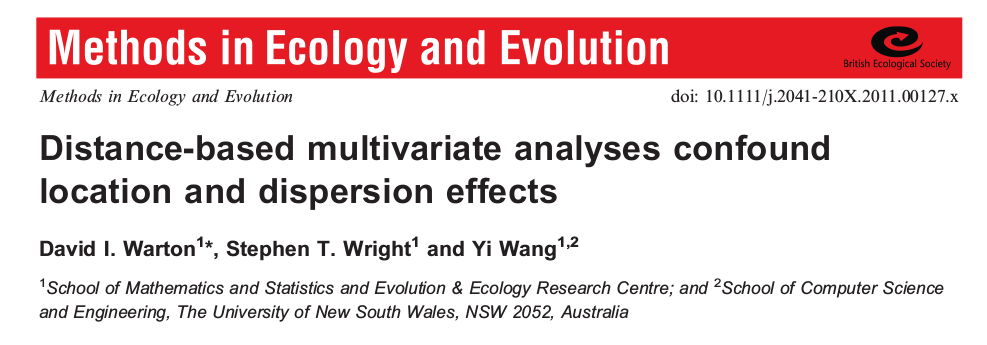 Methods in Ecology and Evolution
British Ecological Society
Methods in Ecology and Evolution
doi: 10.1111/j.2041-210X.2011.00127.x
Distance-based multivariate analyses confound
location and dispersion effects
David I. Warton1*, Stephen T. Wright1 and Yi Wang1,2
1School of Mathematics and Statistics and Evolution & Ecology Research Centre; and 2School of Computer Science
and Engineering, The University of New South Wales, NSW 2052, Australia